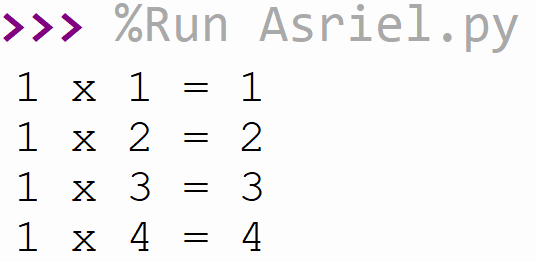 >>> %Run Asriel.py
1 x 1 = 1
1 x 2 = 2
1 x 3 = 3
1 x 4 = 4